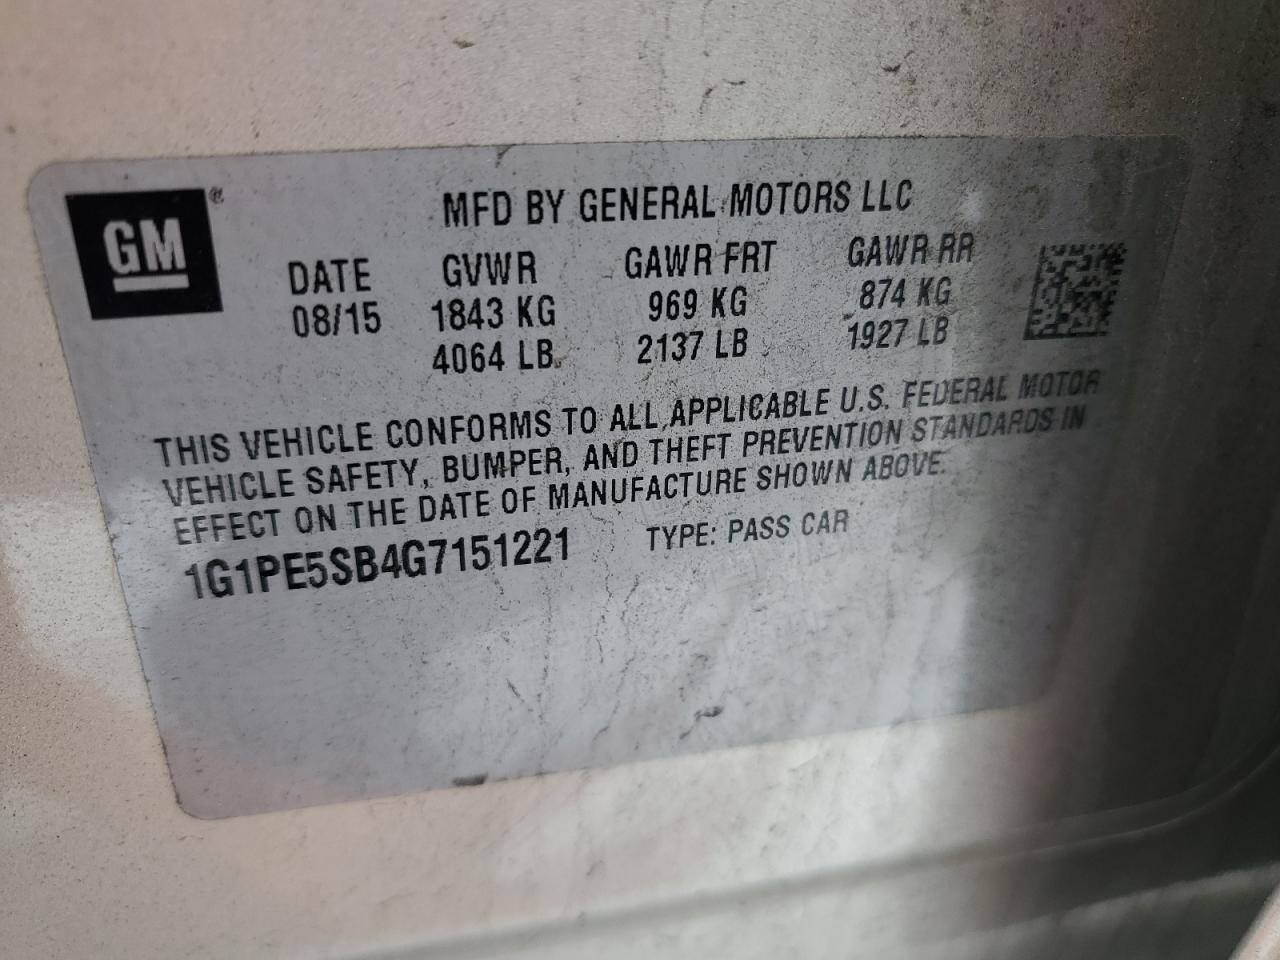 GM®
MFD BY GENERAL MOTORS LLC
DATE GVWR GAWR FRT GAWR RR
08/15 1843 KG 969 KG 874 KG
4064 LB 2137 LB 1927 LB
THIS VEHICLE CONFORMS TO ALL APPLICABLE U.S. FEDERAL MOTOR
VEHICLE SAFETY, BUMPER, AND THEFT PREVENTION STANDARDS IN
EFFECT ON THE DATE OF MANUFACTURE SHOWN ABOVE.
1G1PE5SB4G7151221 TYPE: PASS CAR